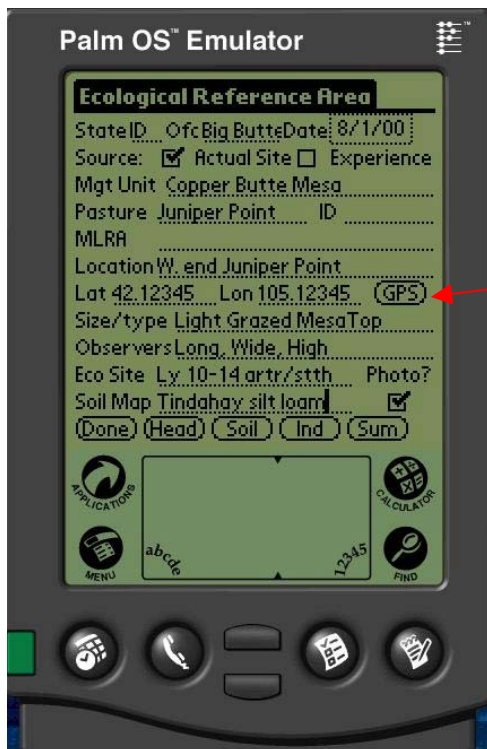 Palm OS™ Emulator
Ecological Reference Area
State ID Ofc Big Butte Date 8/1/00
Source: Actual Site Experience
Mgt Unit Copper Butte Mesa
Pasture Juniper Point ID
MLRA
Location W. end Juniper Point
Lat 42.12345 Lon 105.12345 GPS
Size/type Light Grazed MesaTop
Observers Long, Wide, High
Eco Site Ly 10-14 artr/stth Photo?
Soil Map Tindahay silt loam
Done Head Soil Ind Sum
APPLICATIONS CALCULATOR
abcde 12345
MENU FIND